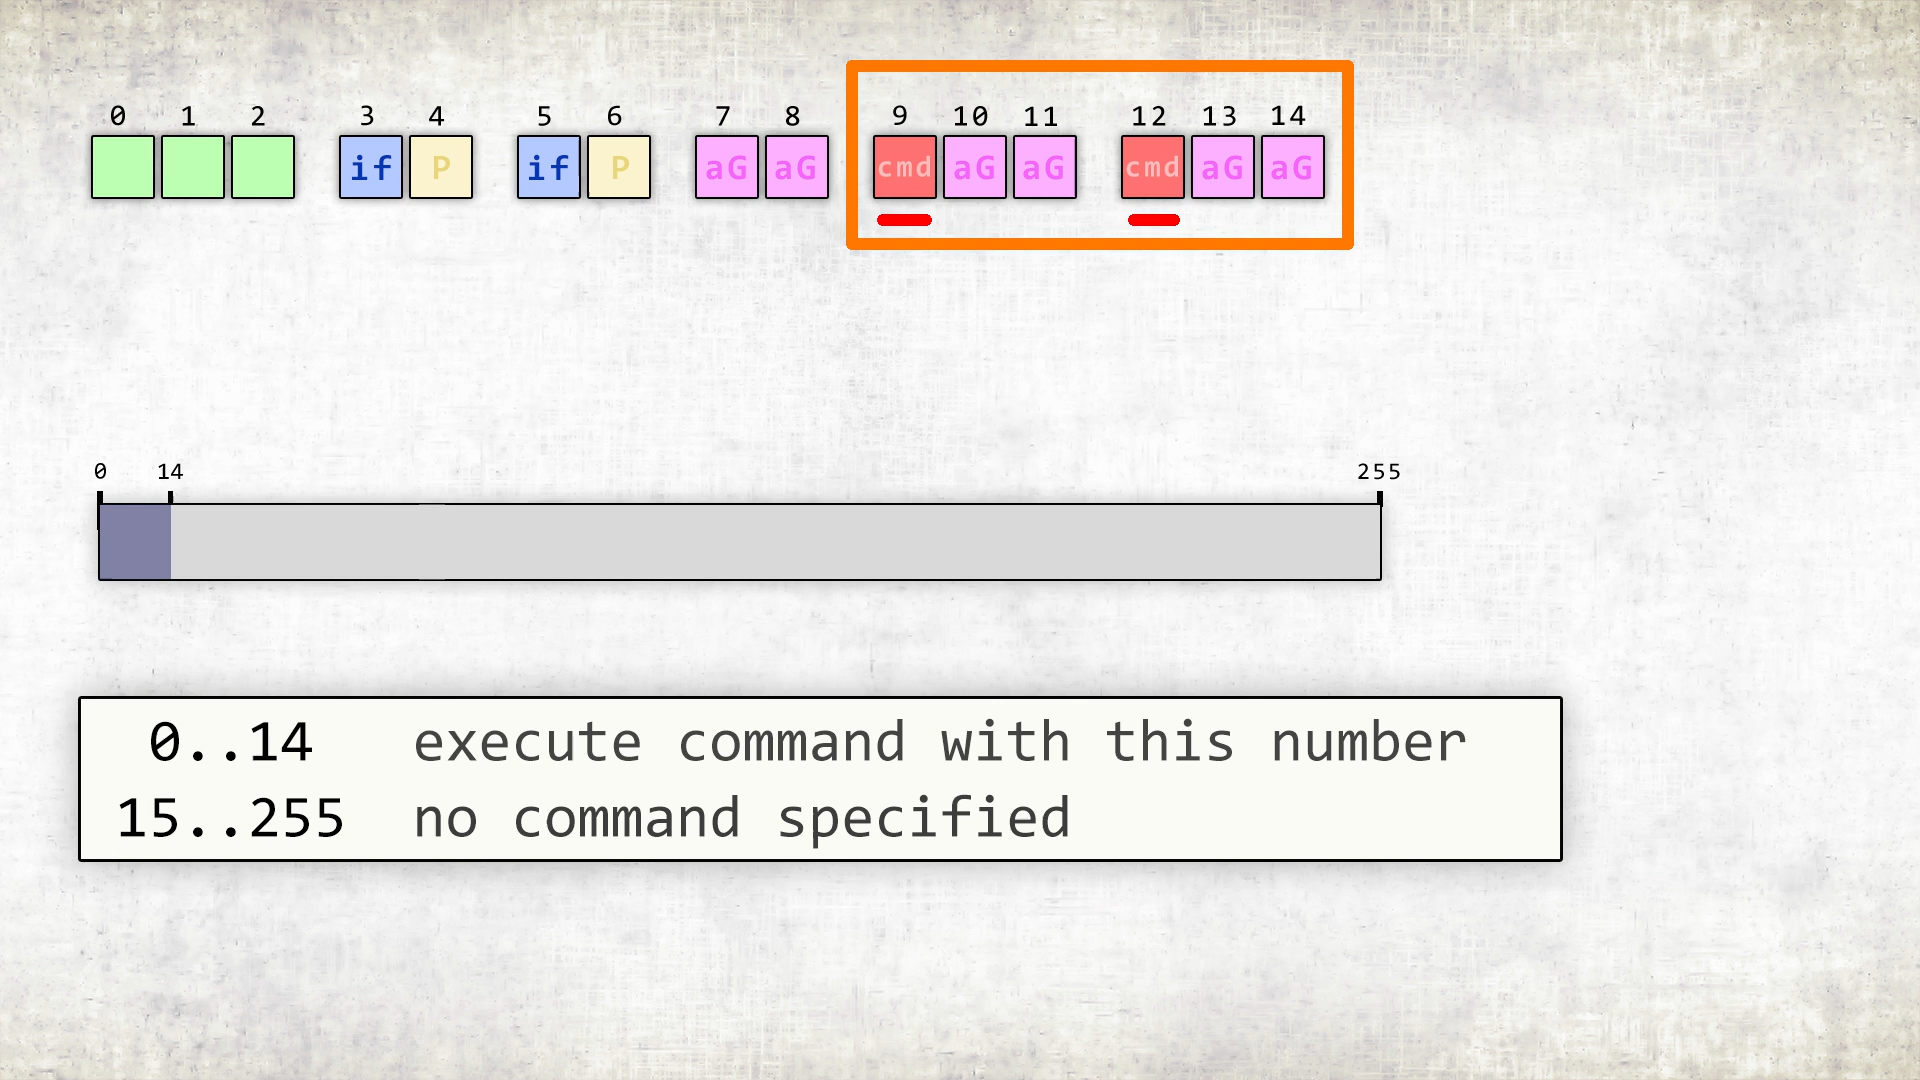 0 1 2 3 4 5 6 7 8 9 10 11 12 13 14
if P if P aG aG cmd aG aG cmd aG aG
0 14 255
0..14 execute command with this number
15..255 no command specified